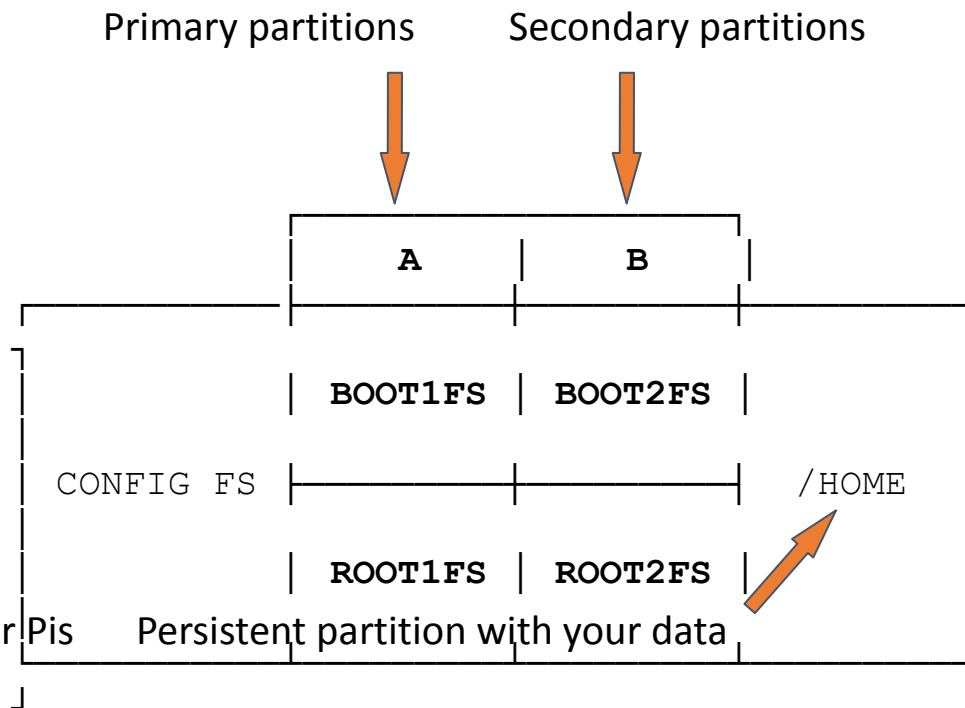 Primary partitions Secondary partitions
A B
BOOT1FS BOOT2FS
CONFIG FS /HOME
ROOT1FS ROOT2FS
r Pis Persistent partition with your data